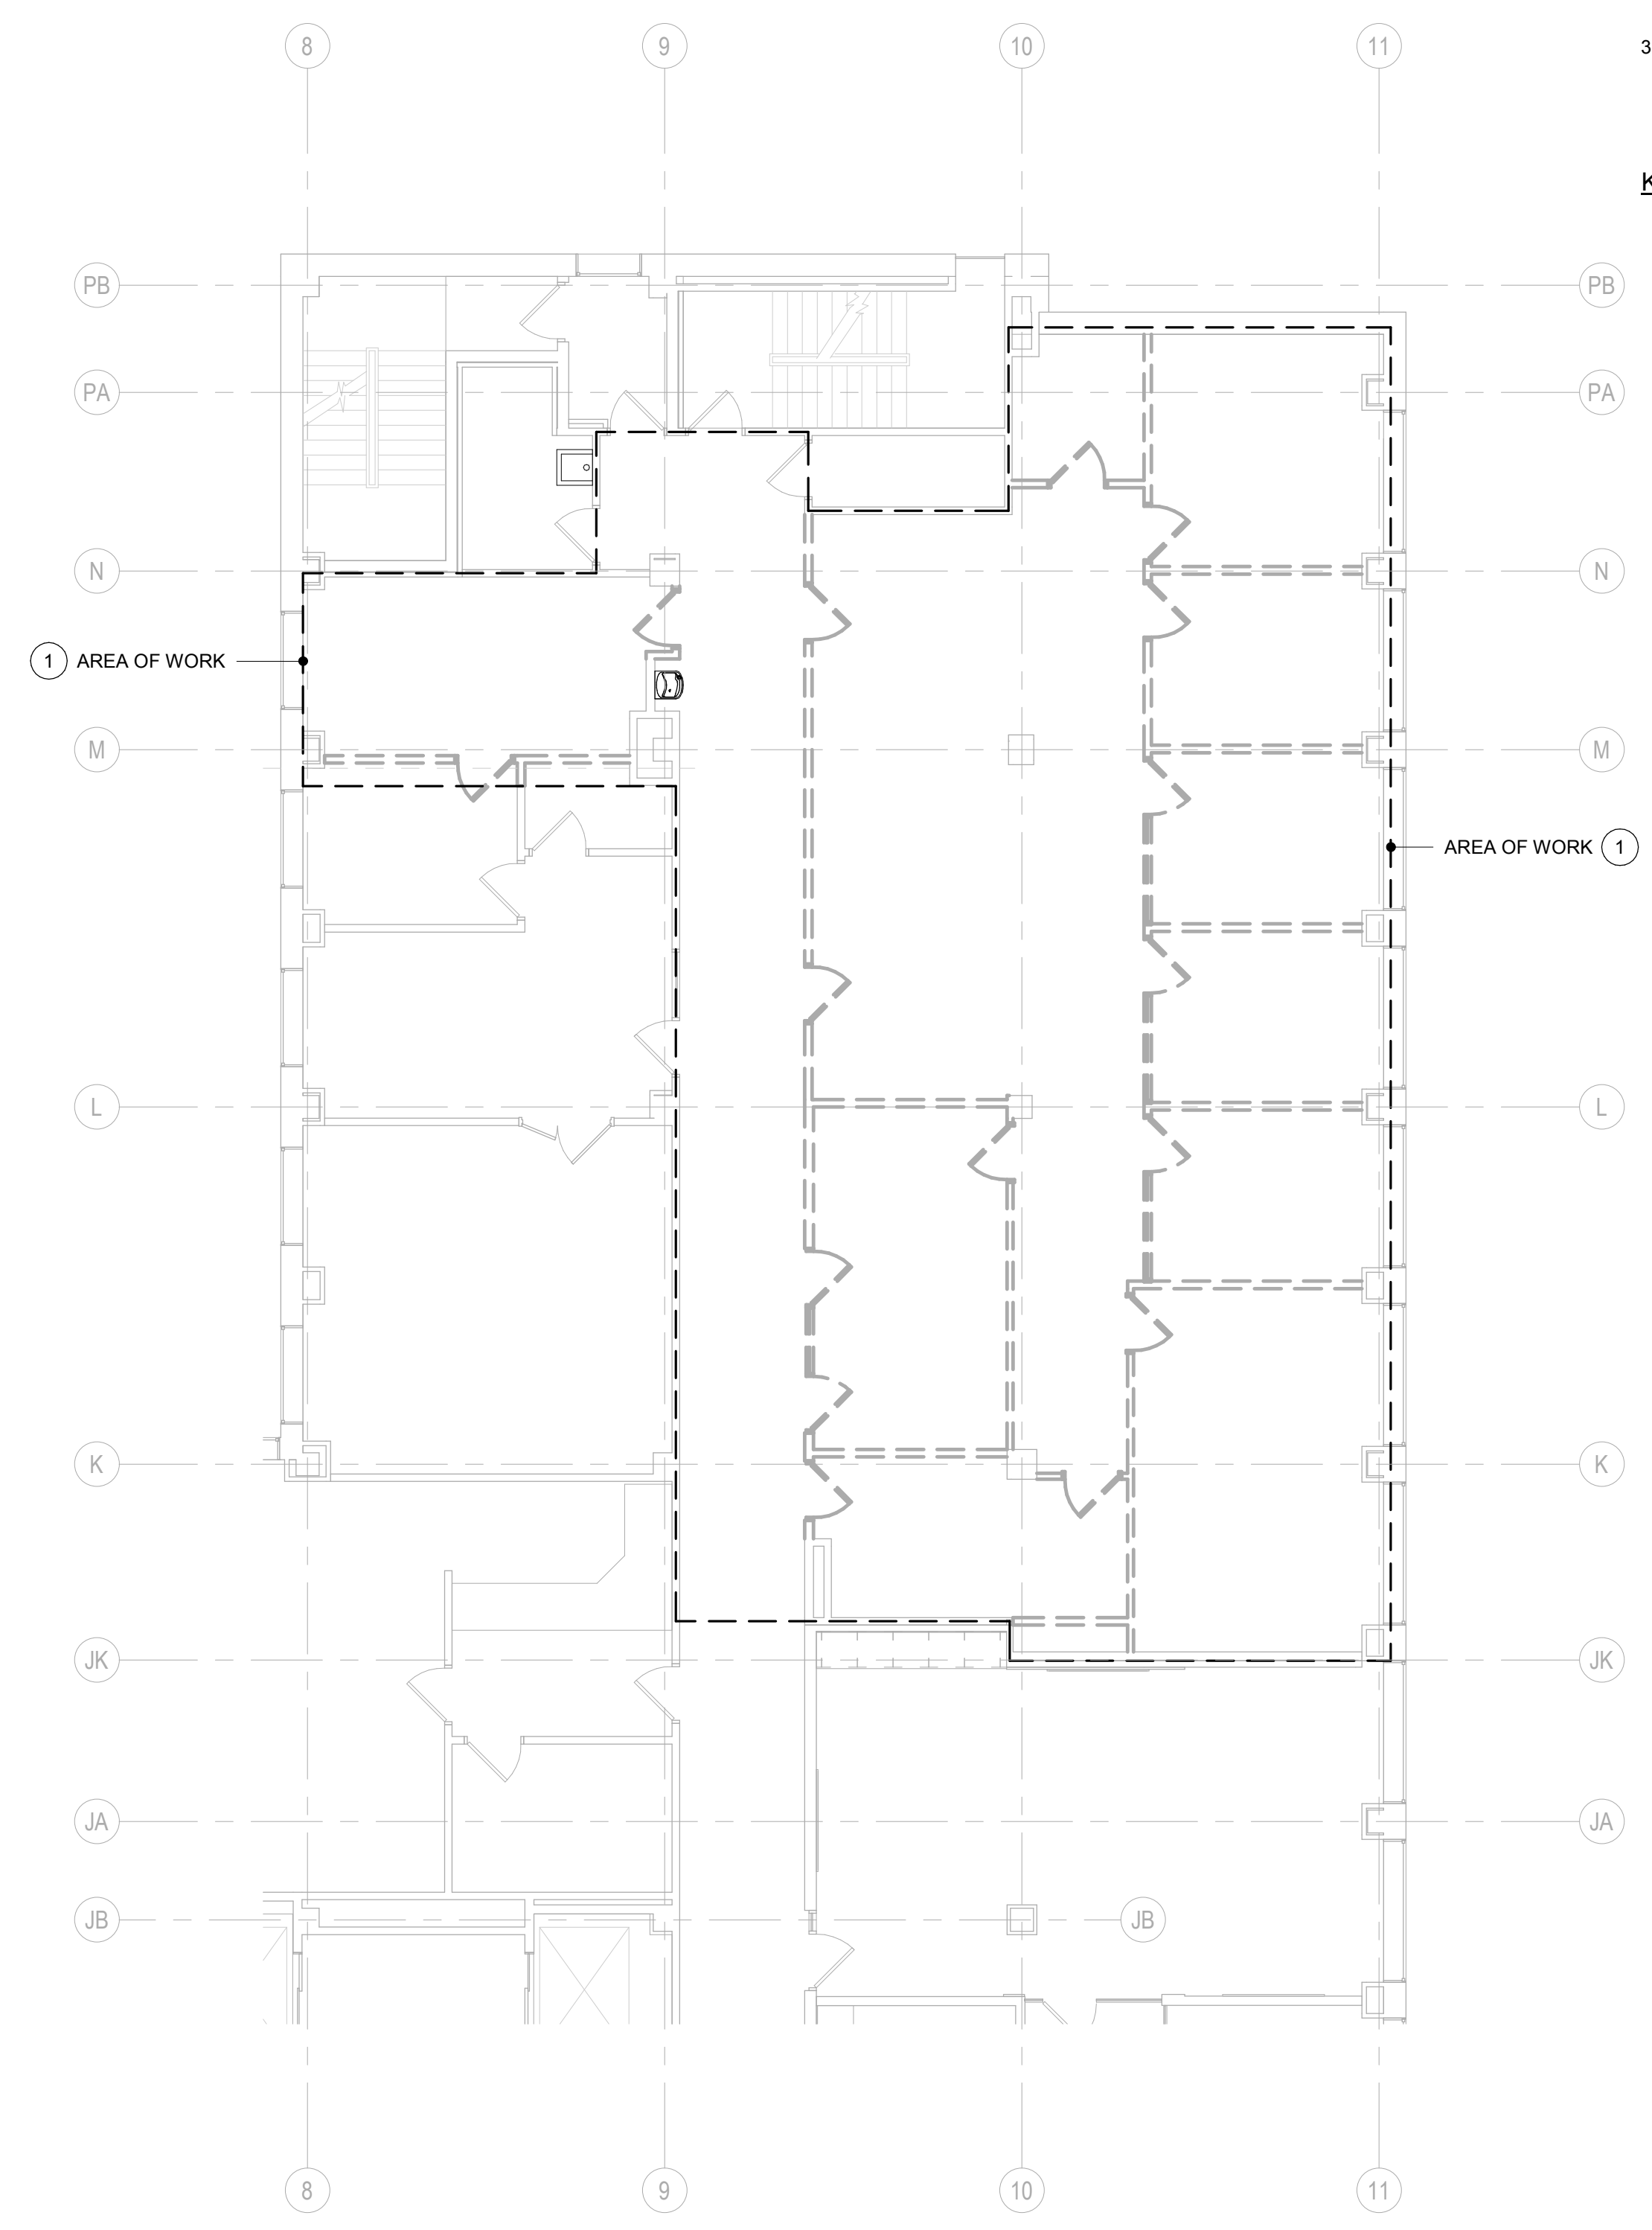 8 9 10 11
3
K
PB PB
PA PA
N N
1 AREA OF WORK
M M
AREA OF WORK 1
L L
K K
JK JK
JA JA
JB JB
8 9 10 11